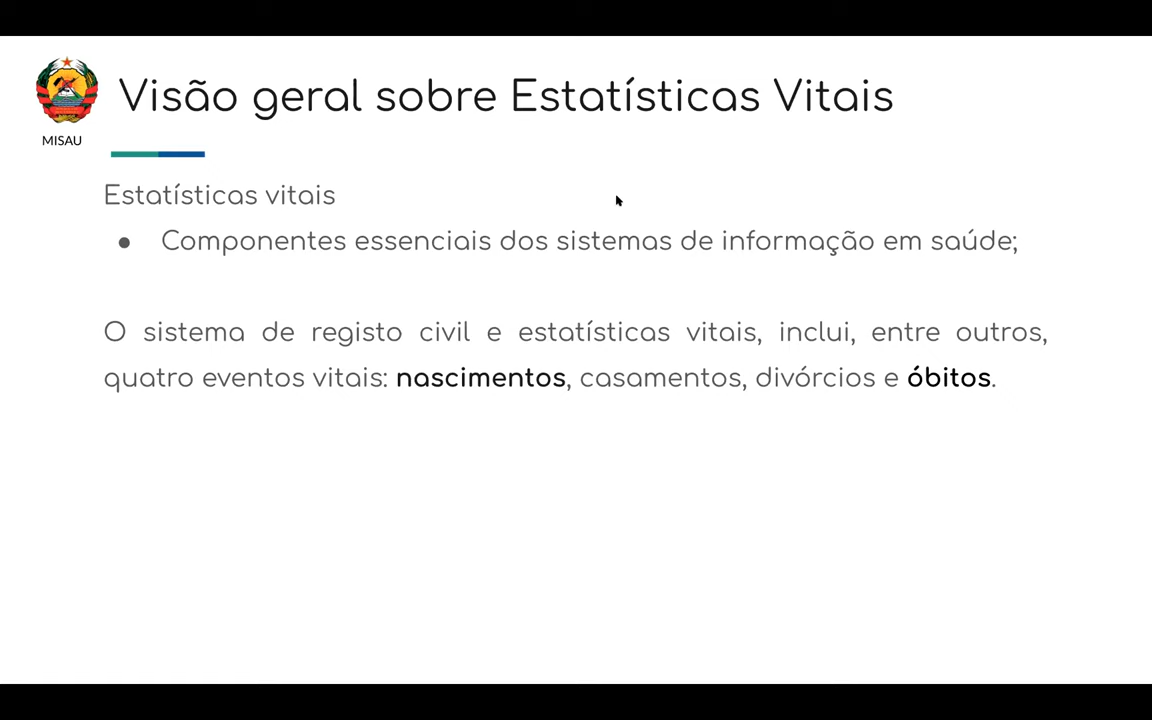 Visão geral sobre Estatísticas Vitais
MISAU
Estatísticas vitais
● Componentes essenciais dos sistemas de informação em saúde;
O sistema de registo civil e estatísticas vitais, inclui, entre outros,
quatro eventos vitais: nascimentos, casamentos, divórcios e óbitos.